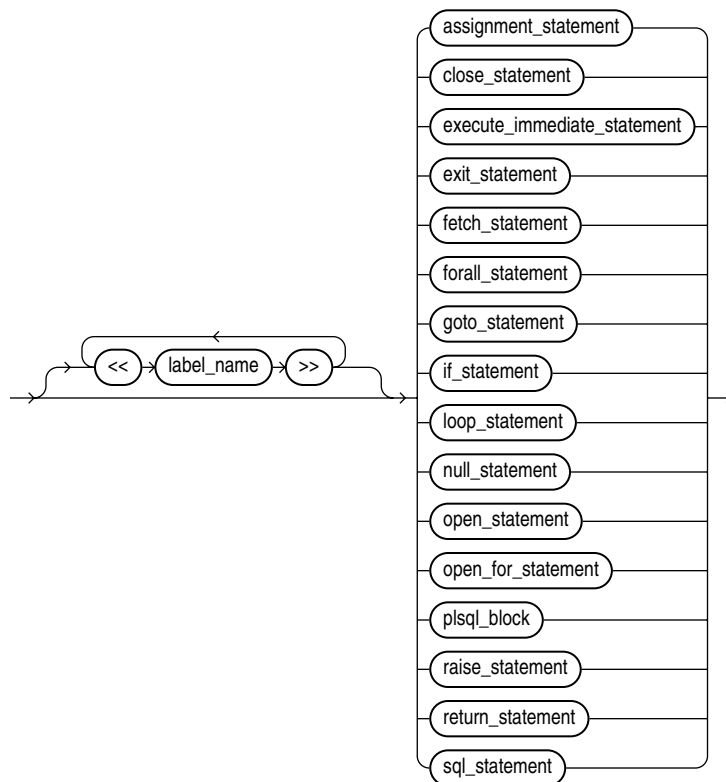 assignment_statement
close_statement
execute_immediate_statement
exit_statement
fetch_statement
forall_statement
goto_statement
<< label_name >>
if_statement
loop_statement
null_statement
open_statement
open_for_statement
plsql_block
raise_statement
return_statement
sql_statement